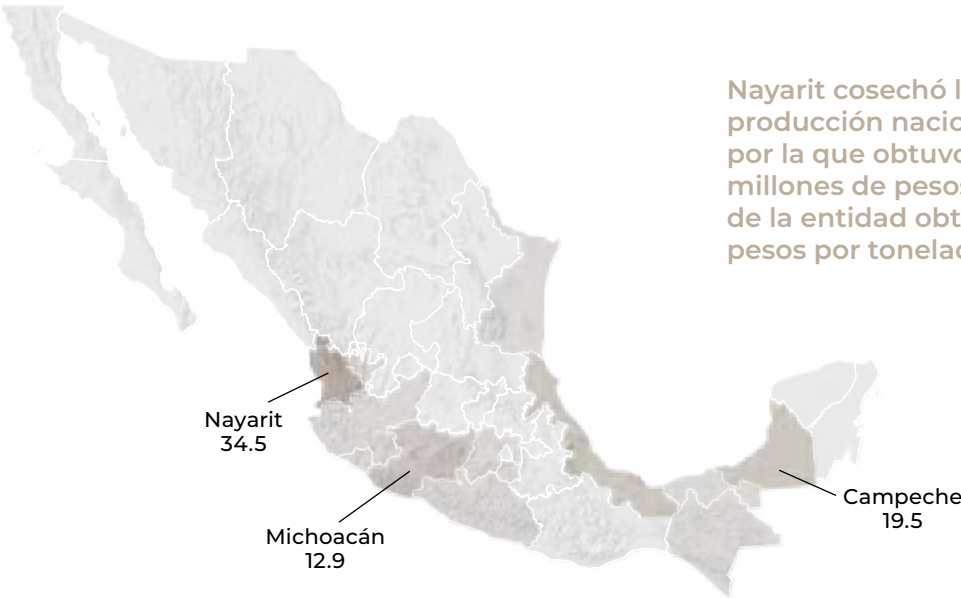 Nayarit cosechó l
producción nacio
por la que obtuvo
millones de pesos
de la entidad obt
pesos por tonelad
Nayarit
34.5
Michoacán
12.9
Campeche
19.5